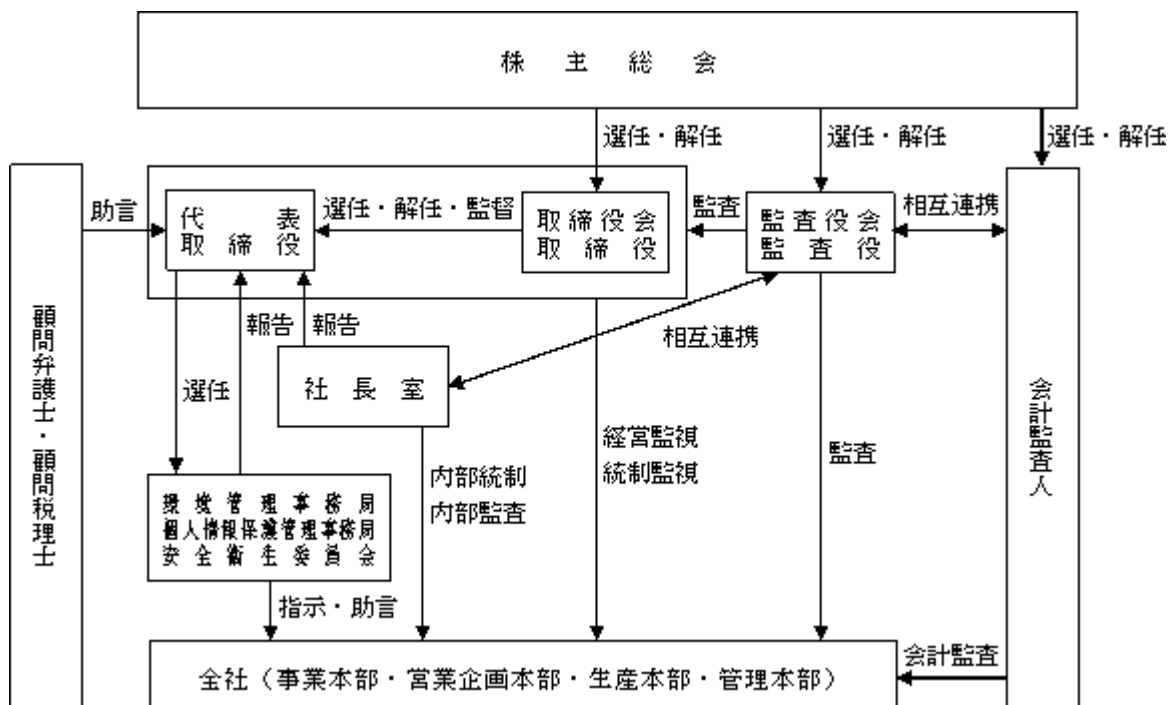 株主総会
選任・解任
選任・解任
選任・解任
助言
代表
取締役
選任・解任・監督
取締役会
取締役
監査
監査役会
監査役
相互連携
顧問弁護士・顧問税理士
報告
報告
相互連携
選任
社長室
会計監査人
経営監視
統制監視
監査
内部統制
内部監査
環境管理事務局
個人情報保護管理事務局
安全衛生委員会
指示・助言
会計監査
全社（事業本部・営業企画本部・生産本部・管理本部）